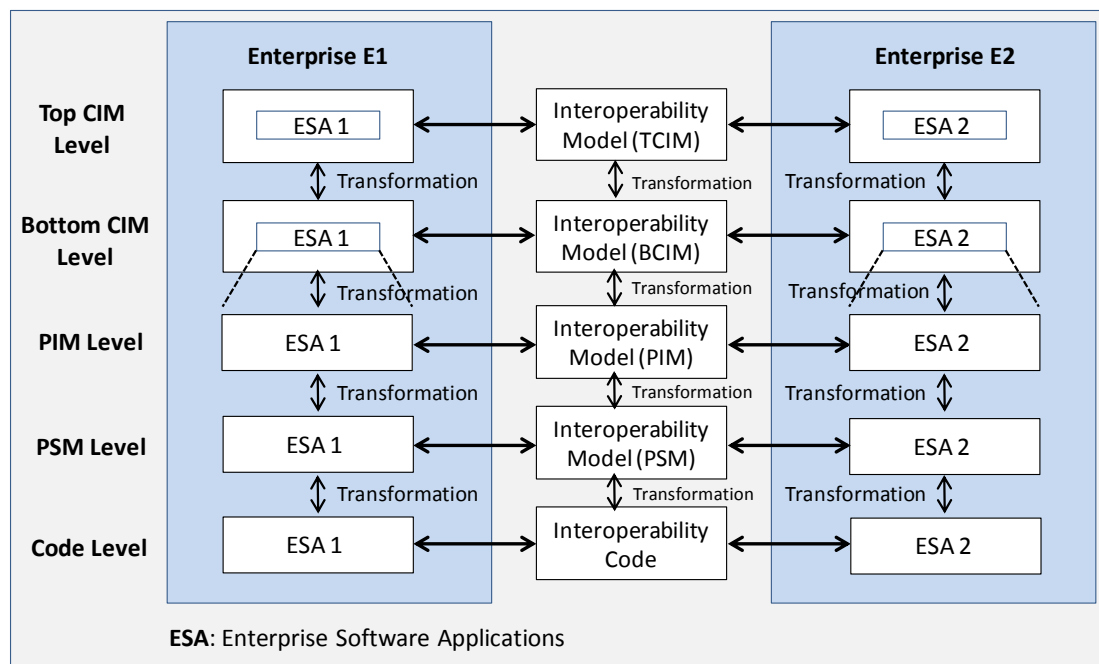 Enterprise E1
Enterprise E2
Top CIM
Level
ESA 1
Interoperability
Model (TCIM)
ESA 2
Transformation
Transformation
Transformation
Bottom CIM
Level
ESA 1
Interoperability
Model (BCIM)
ESA 2
Transformation
Transformation
Transformation
PIM Level
ESA 1
Interoperability
Model (PIM)
ESA 2
Transformation
Transformation
Transformation
PSM Level
ESA 1
Interoperability
Model (PSM)
ESA 2
Transformation
Transformation
Transformation
Code Level
ESA 1
Interoperability
Code
ESA 2
ESA: Enterprise Software Applications